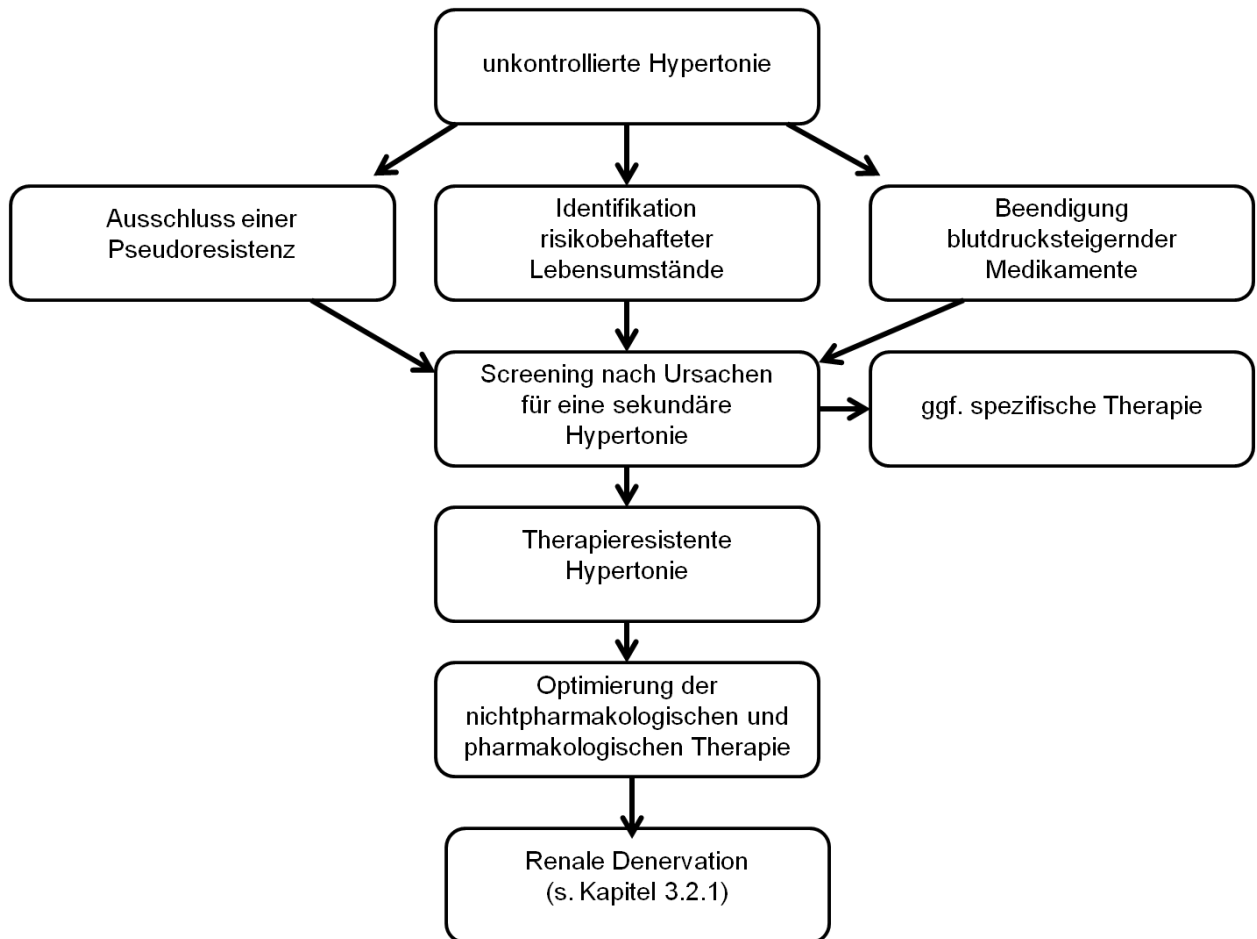 unkontrollierte Hypertonie
Ausschluss einer
Pseudoresistenz
Identifikation
risikobehafteter
Lebensumstände
Beendigung
blutdrucksteigernder
Medikamente
Screening nach Ursachen
für eine sekundäre
Hypertonie
ggf. spezifische Therapie
Therapieresistente
Hypertonie
Optimierung der
nichtpharmakologischen und
pharmakologischen Therapie
Renale Denervation
(s. Kapitel 3.2.1)